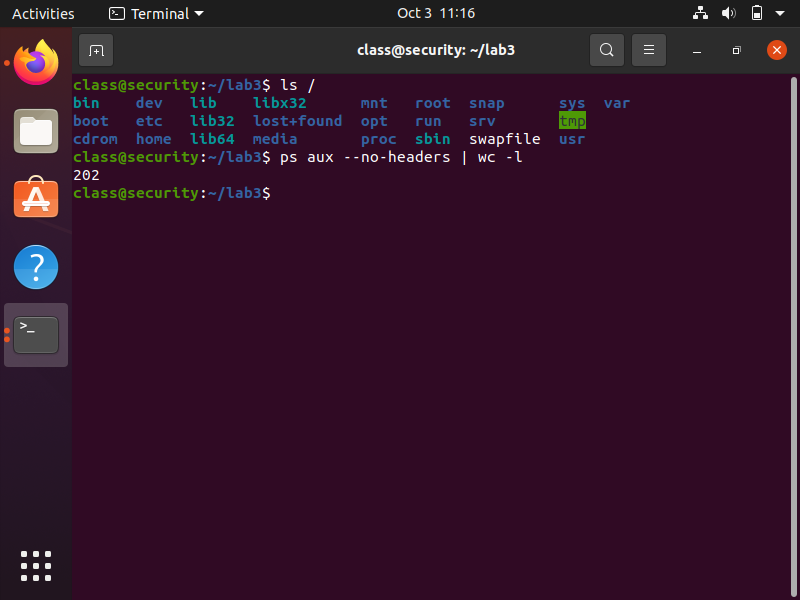 Activities Terminal Oct 3 11:16
class@security: ~/lab3
class@security:~/lab3$ ls /
bin dev lib libx32 mnt root snap sys var
boot etc lib32 lost+found opt run srv tmp
cdrom home lib64 media proc sbin swapfile usr
class@security:~/lab3$ ps aux --no-headers | wc -l
202
class@security:~/lab3$